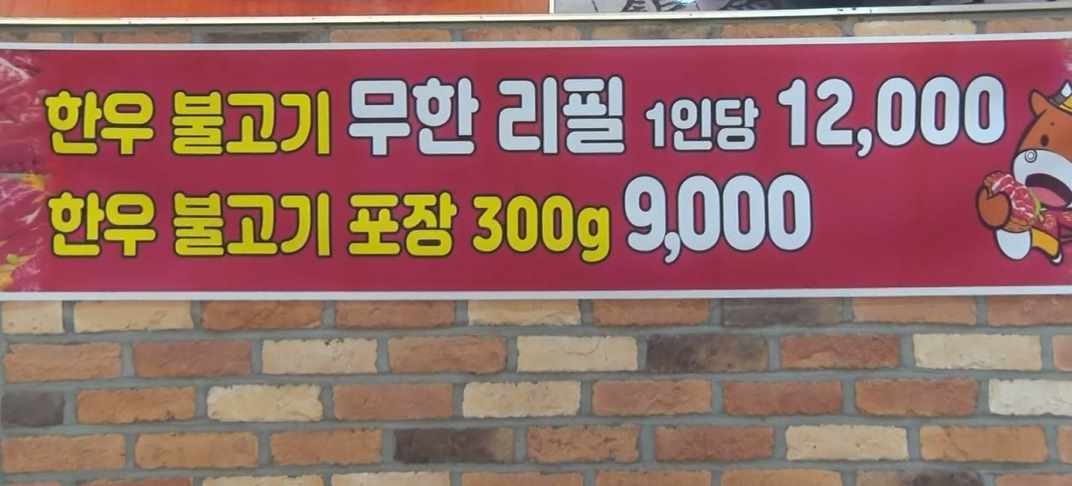 한우 불고기 무한 리필 1인당 12,000
한우 불고기 포장 300g 9,000